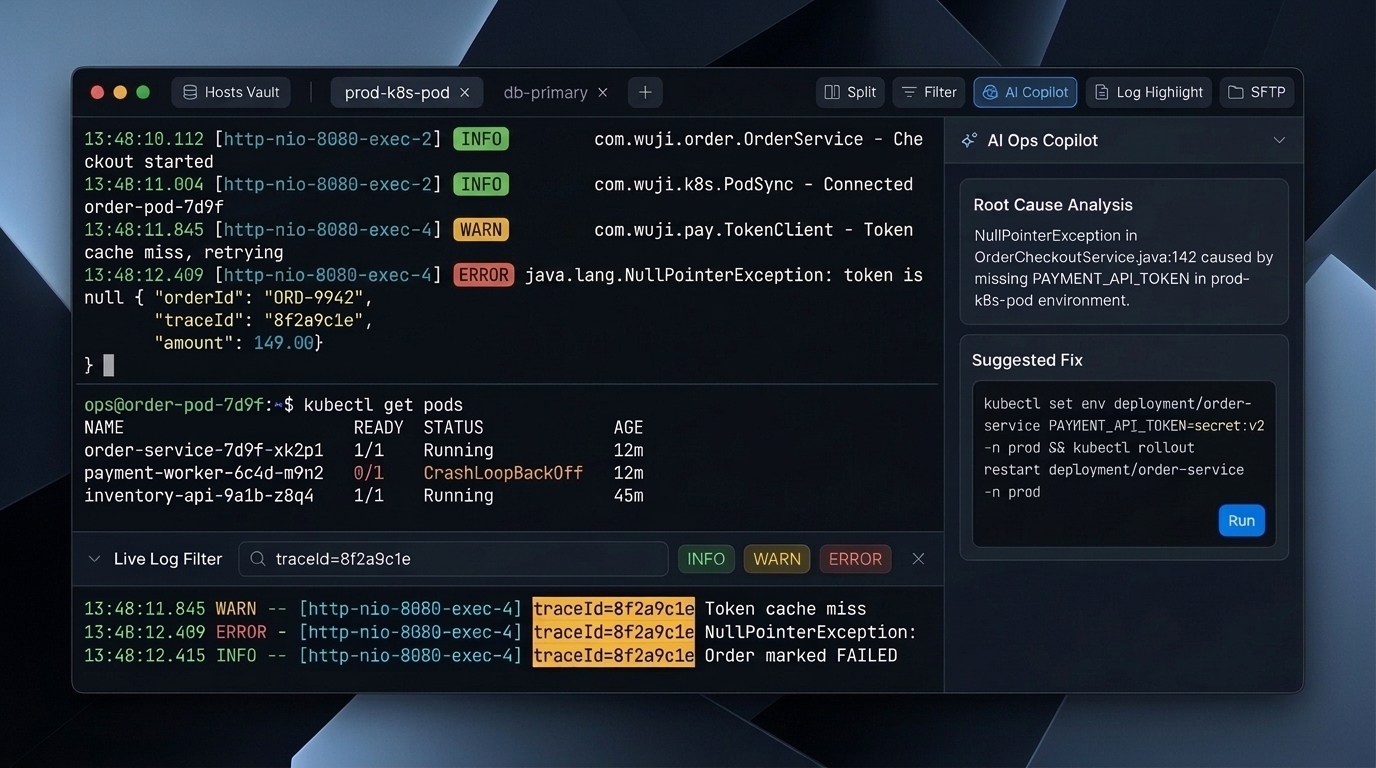 Hosts Vault
prod-k8s-pod ×
db-primary ×
+
Split
Filter
AI Copilot
Log Highlight
SFTP
13:48:10.112 [http-nio-8080-exec-2] INFO com.wuji.order.OrderService - Che
ckout started
13:4B:11.004 [http-nio-8080-exec-2] INFO com.wuji.k8s.PodSync - Connected
order-pod-7d9f
13:48:11.845 [http-nio-8080-exec-4] WARN com.wuji.pay.TokenClient - Token
cache miss, retrying
13:48:12.409 [http-nio-8080-exec-4] ERROR java.lang.NullPointerException: token is
null { "orderId": "ORD-9942",
"traceId": "8f2a9c1e",
"amount": 149.00}
}
ops@order-pod-7d9f:~$ kubectl get pods
NAME READY STATUS AGE
order-service-7d9f-xk2p1 1/1 Running 12m
payment-worker-6c4d-m9n2 0/1 CrashLoopBackOff 12m
inventory-api-9a1b-z8q4 1/1 Running 45m
Live Log Filter
traceId=8f2a9c1e
INFO
WARN
ERROR
×
13:48:11.845 WARN -- [http-nio-8080-exec-4] traceId=8f2a9c1e Token cache miss
13:48:12.409 ERROR - [http-nio-8080-exec-4] traceId=8f2a9c1e NullPointerException:
13:48:12.415 INFO -- [http-nio-8080-exec-4] traceId=8f2a9c1e Order marked FAILED
AI Ops Copilot
Root Cause Analysis
NullPointerException in
OrderCheckoutService.java:142 caused by
missing PAYMENT_API_TOKEN in prod-
k8s-pod environment.
Suggested Fix
kubectl set env deployment/order-
service PAYMENT_API_TOKEN=secret:v2
-n prod && kubectl rollout
restart deployment/order-service
-n prod
Run